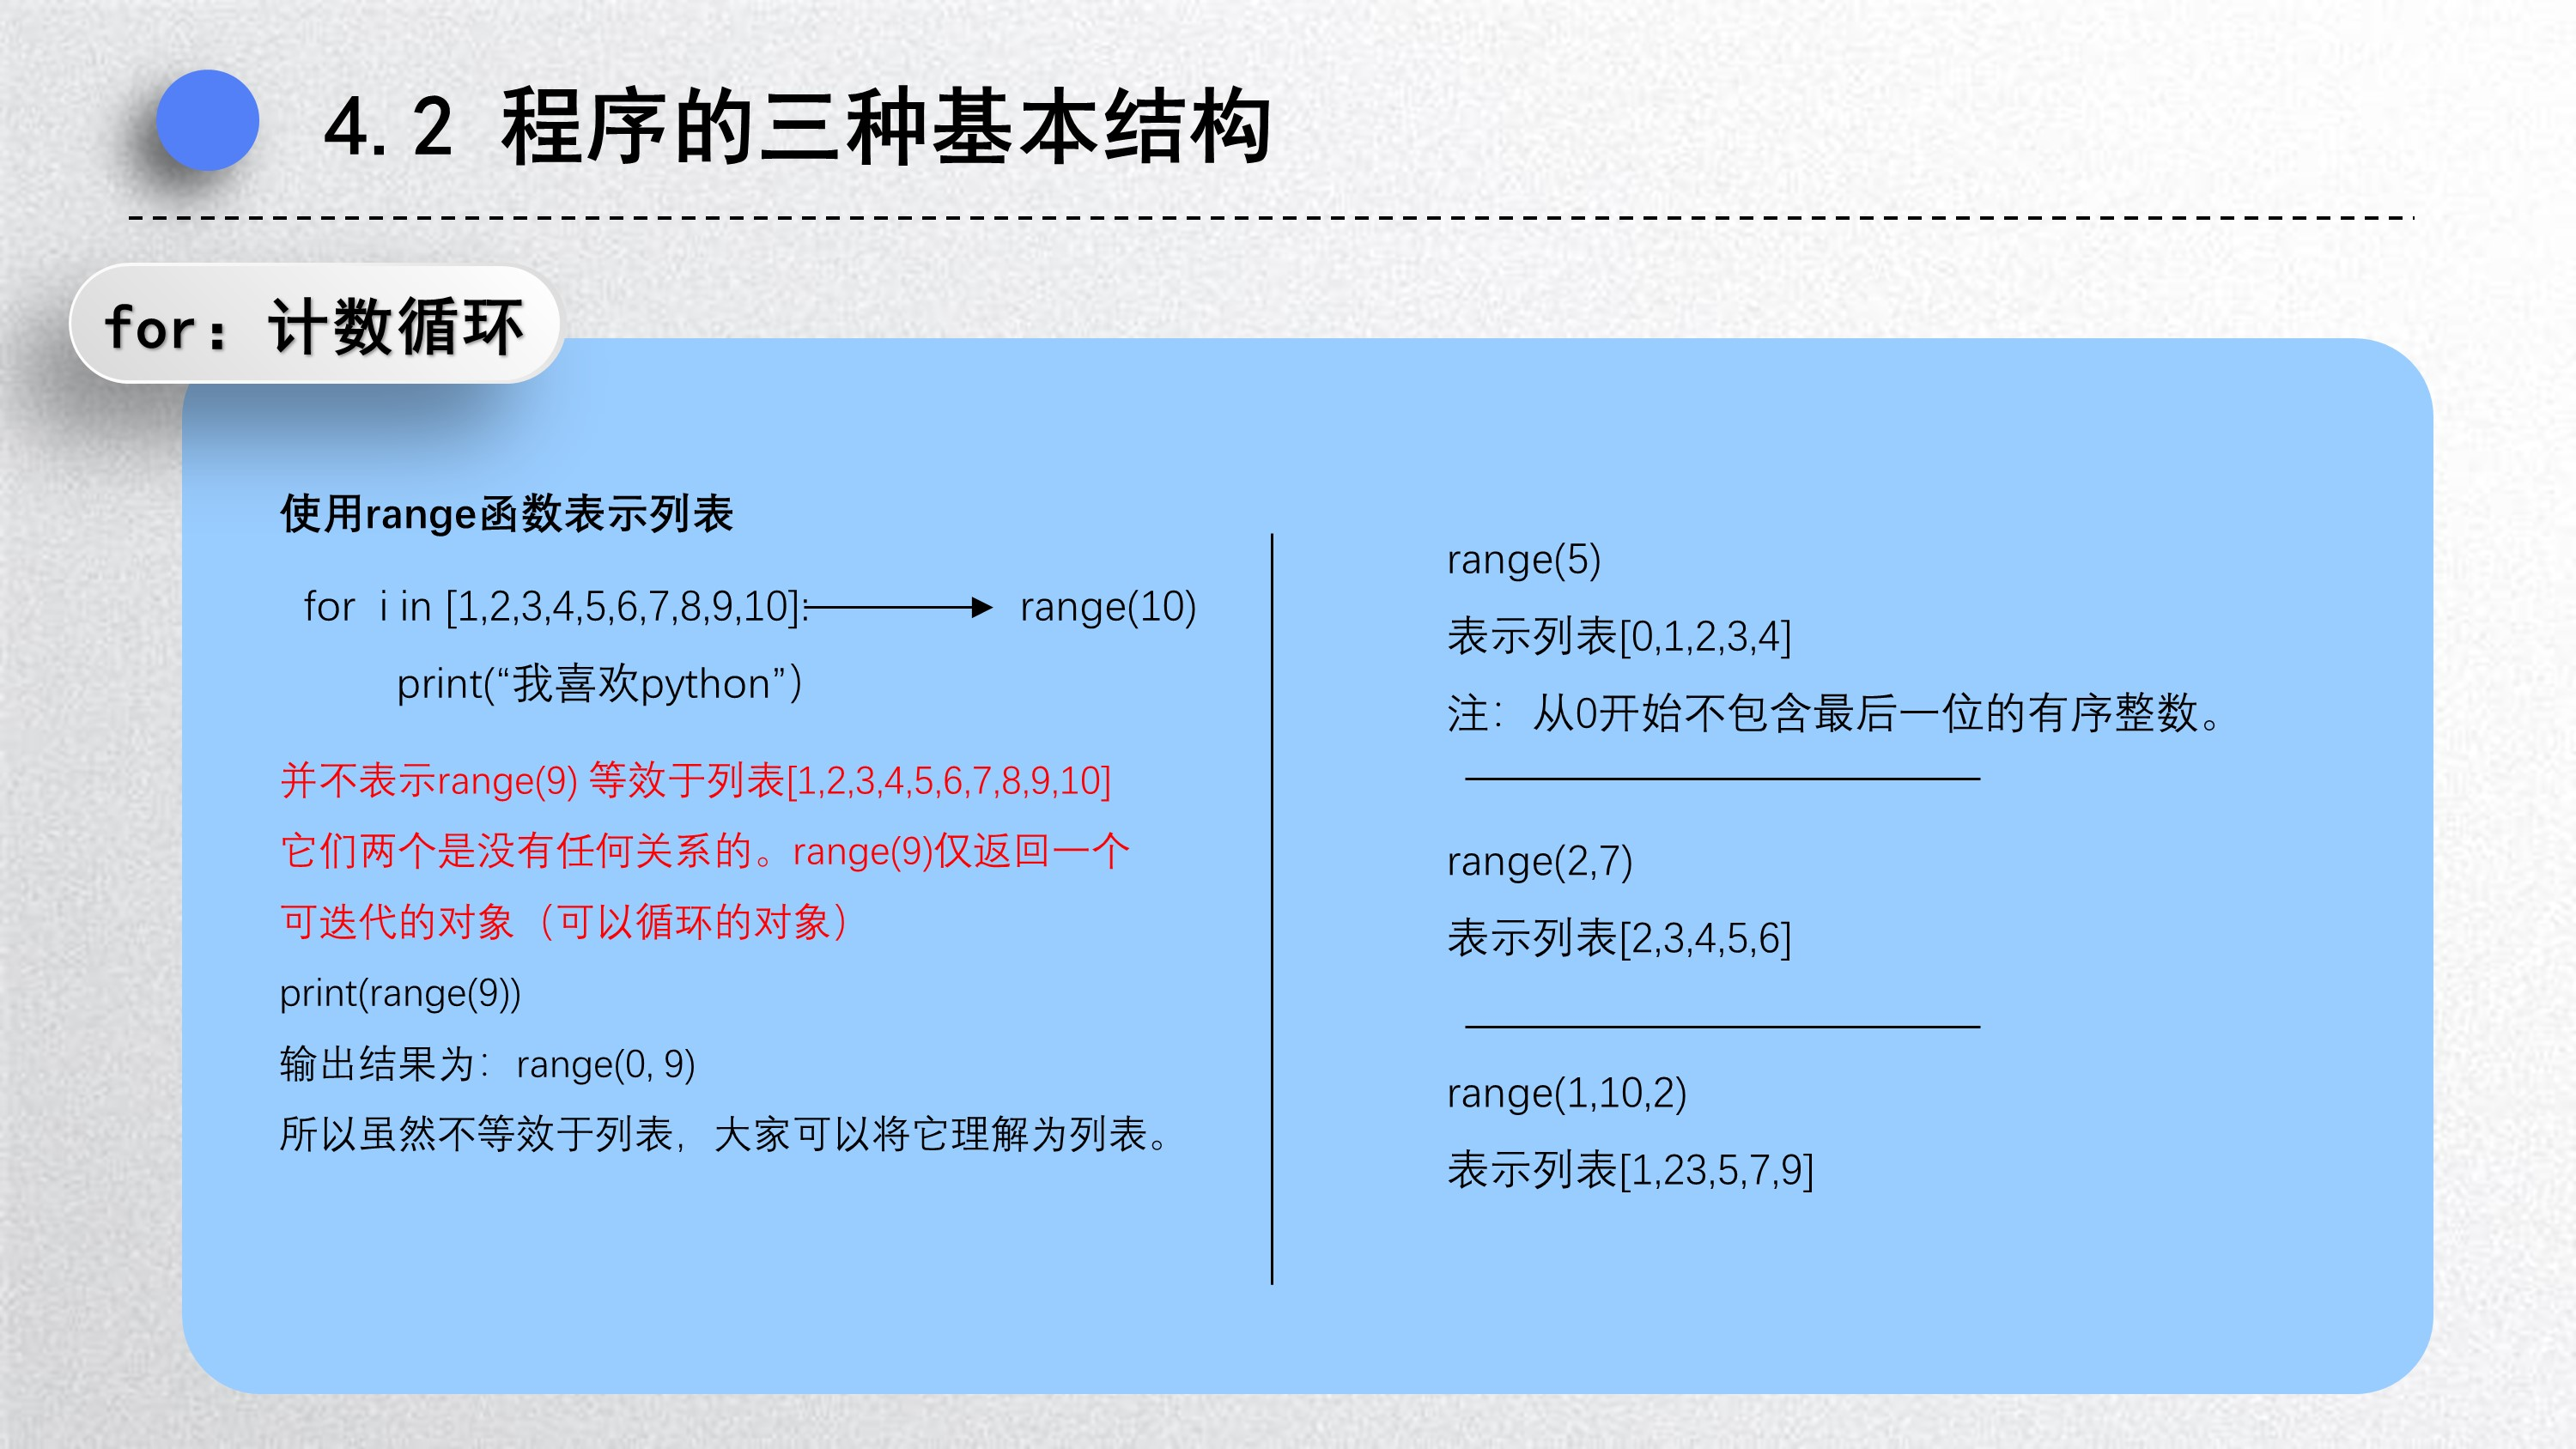 4.2 程序的三种基本结构
for：计数循环
使用range函数表示列表
for  i in [1,2,3,4,5,6,7,8,9,10]:
range(10)
print(“我喜欢python”）
并不表示range(9) 等效于列表[1,2,3,4,5,6,7,8,9,10]
它们两个是没有任何关系的。range(9)仅返回一个
可迭代的对象（可以循环的对象）
print(range(9))
输出结果为：range(0, 9)
所以虽然不等效于列表，大家可以将它理解为列表。
range(5)
表示列表[0,1,2,3,4]
注：从0开始不包含最后一位的有序整数。
range(2,7)
表示列表[2,3,4,5,6]
range(1,10,2)
表示列表[1,23,5,7,9]